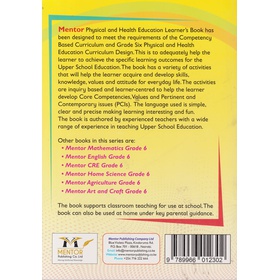 Mentor Physical and Health Education Learner's Book has
been designed to meet the requirements of the Competency
Based Curriculum and Grade Six Physical and Health
Education Curriculum Design. This is to adequately help the
learner to achieve the specific learning outcomes for the
Upper School Education. The book has a variety of activities
that will help the learner acquire and develop skills,
knowledge, values and attitude for everyday life. The activities
are inquiry based and learner-centred to help the learner
develop Core Competencies, Values and Pertinent and
Contemporary issues (PCIs). The language used is simple,
clear and precise making learning interesting and fun.
The book is authored by experienced teachers with a wide
range of experience in teaching Upper School Education.
Other books in this series are:
• Mentor Mathematics Grade 6
• Mentor English Grade 6
• Mentor CRE Grade 6
• Mentor Home Science Grade 6
• Mentor Agriculture Grade 6
• Mentor Art and Craft Grade 6
The book supports classroom teaching for use at school. The
book can also be used at home under key parental guidance.
MENTOR
Publishing Co. Ltd
Mentor Publishing Company Ltd
9 789966 012302